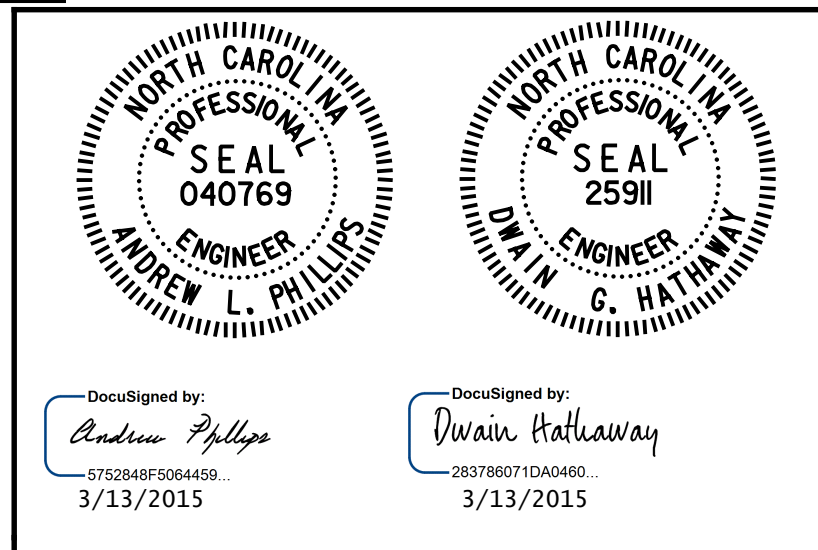 NORTH CAROLINA
PROFESSIONAL
SEAL
040769
ENGINEER
ANDREW L. PHILLIPS
NORTH CAROLINA
PROFESSIONAL
SEAL
25911
ENGINEER
DWAIN G. HATHAWAY
DocuSigned by:
Andrew Phillips
5752848F5064459...
3/13/2015
DocuSigned by:
Dwain Hathaway
283786071DA0460...
3/13/2015